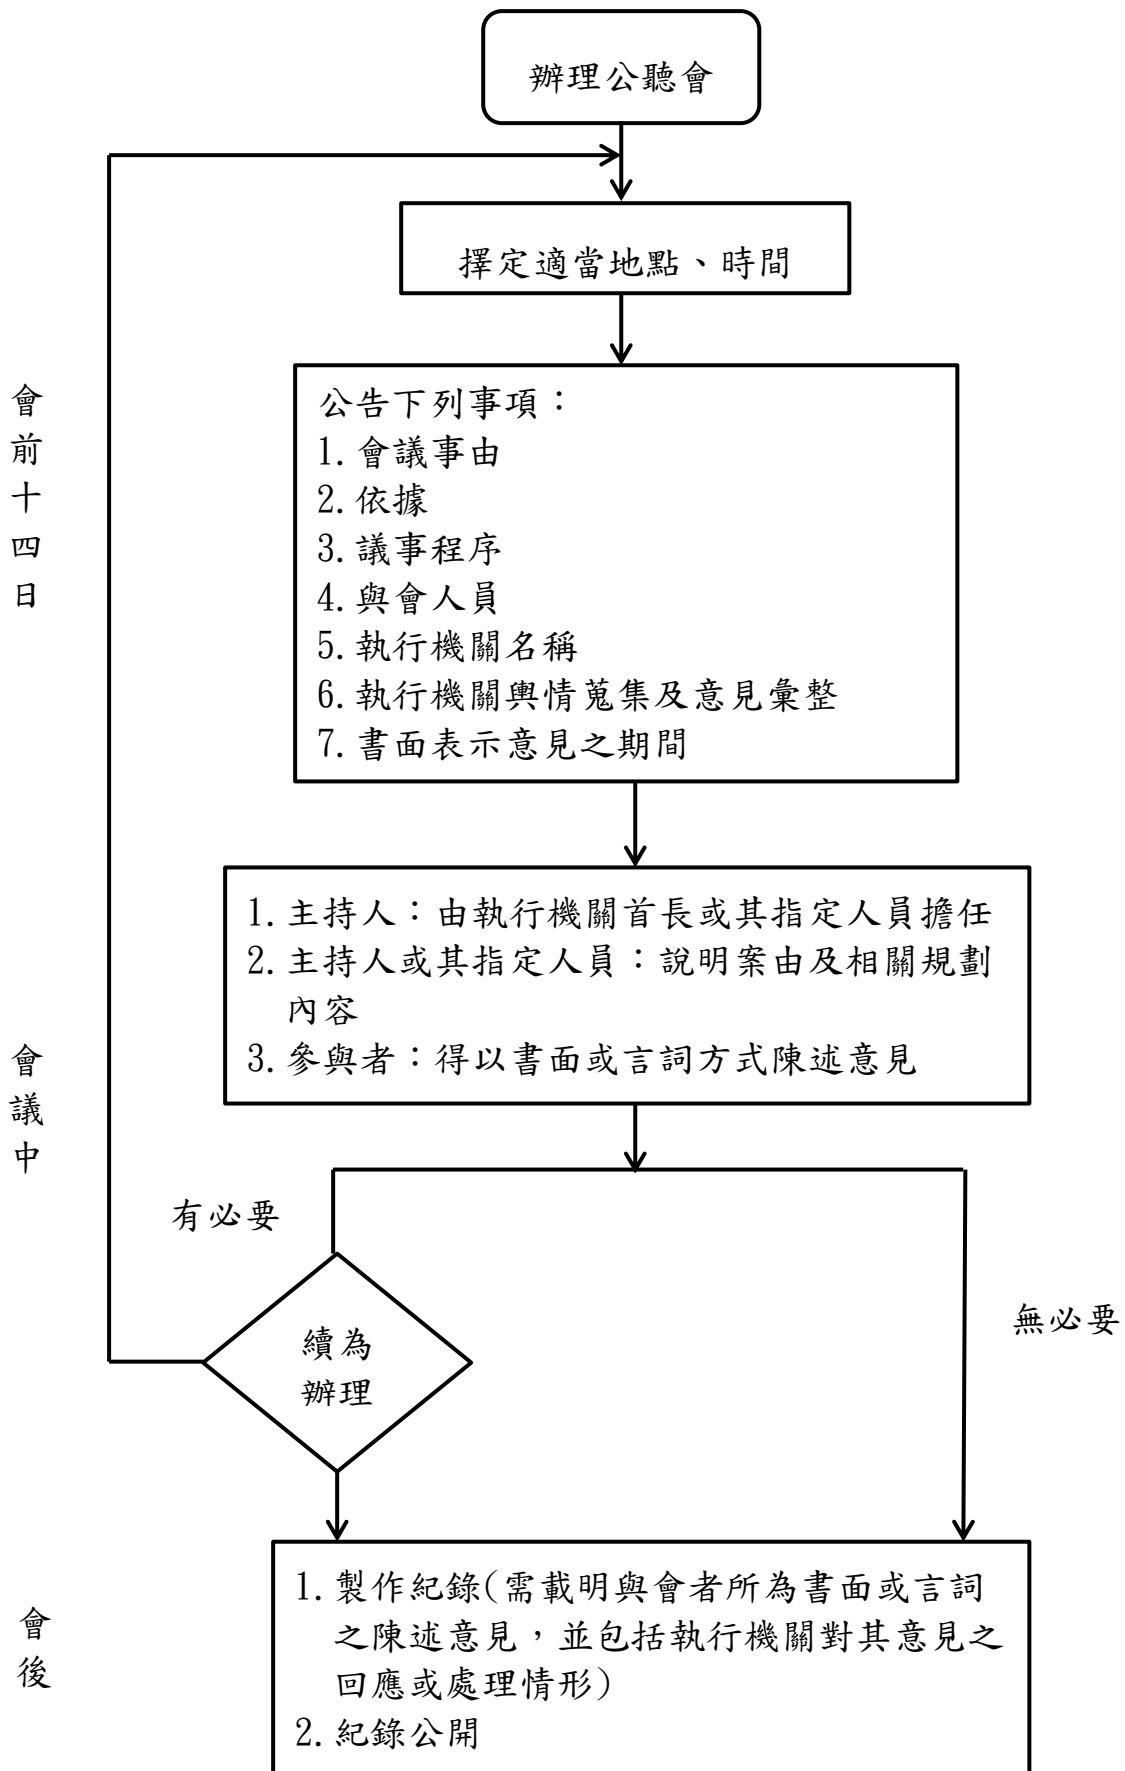 辦理公聽會
擇定適當地點、時間
會前十四日
公告下列事項：
1.會議事由
2.依據
3.議事程序
4.與會人員
5.執行機關名稱
6.執行機關輿情蒐集及意見彙整
7.書面表示意見之期間
1.主持人：由執行機關首長或其指定人員擔任
2.主持人或其指定人員：說明案由及相關規劃
內容
3.參與者：得以書面或言詞方式陳述意見
會議中
有必要
無必要
續為
辦理
會後
1.製作紀錄(需載明與會者所為書面或言詞
之陳述意見，並包括執行機關對其意見之
回應或處理情形)
2.紀錄公開